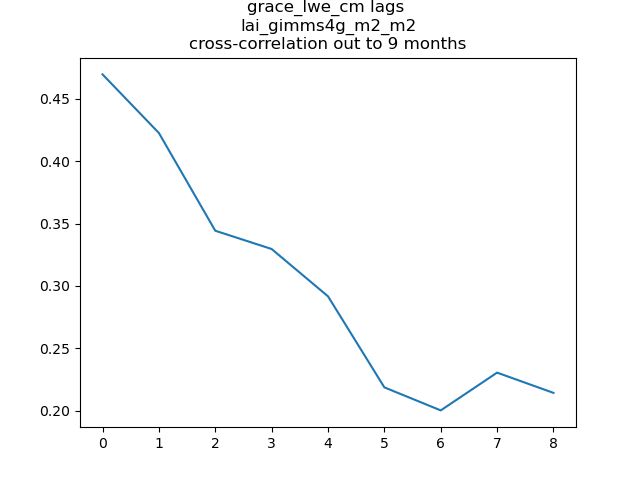 grace_lwe_cm lags
lai_gimms4g_m2_m2
cross-correlation out to 9 months
0.45
0.40
0.35
0.30
0.25
0.20
0 1 2 3 4 5 6 7 8